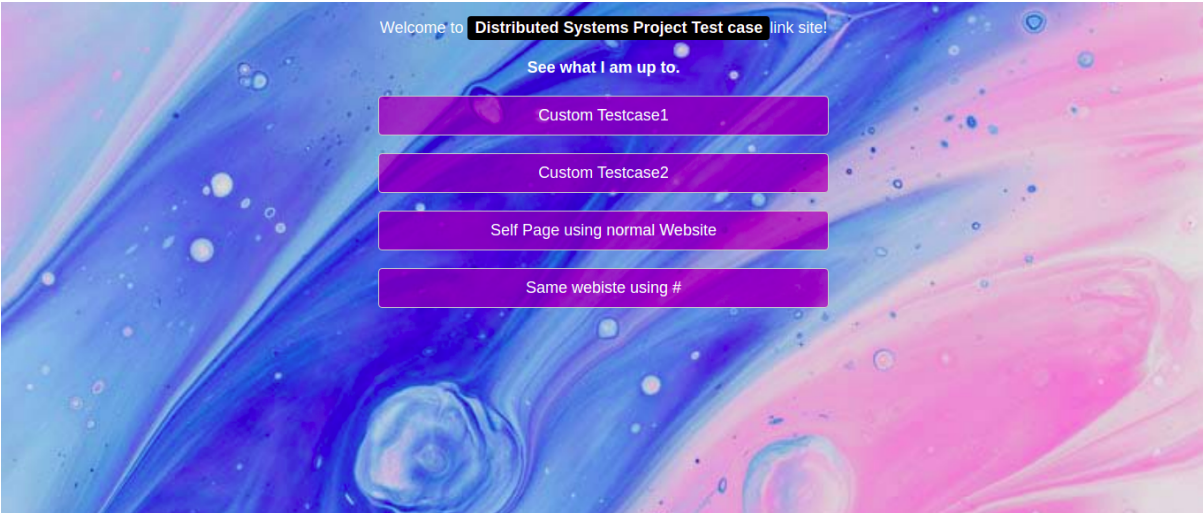 Welcome to Distributed Systems Project Test case link site!
See what I am up to.
Custom Testcase1
Custom Testcase2
Self Page using normal Website
Same webiste using #